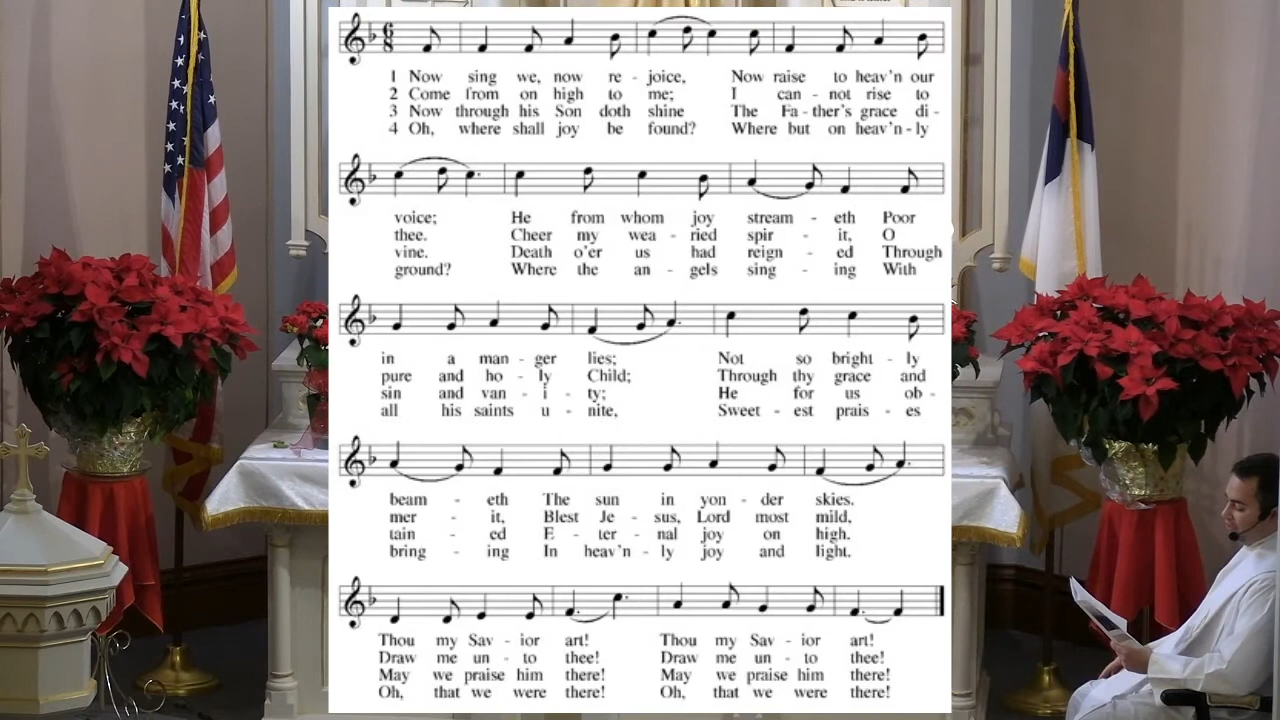 6
8
1 Now sing we, now re - joice, Now raise to heav'n our
2 Come from on high to me; I can - not rise to
3 Now through his Son doth shine The Fa - ther's grace di -
4 Oh, where shall joy be found? Where but on heav'n - ly
voice; He from whom joy stream - eth Poor
thee. Cheer my wea - ried spir - it, O
vine. Death o'er us had reign - ed Through
ground? Where the an - gels sing - ing With
in a man - ger lies; Not so bright - ly
pure and ho - ly Child; Through thy grace and
sin and van - i - ty; He for us ob -
all his saints u - nite, Sweet - est prais - es
beam - eth The sun in yon - der skies.
mer - it, Blest Je - sus, Lord most mild,
tain - ed E - ter - nal joy on high.
bring - ing In heav'n - ly joy and light.
Thou my Sav - ior art! Thou my Sav - ior art!
Draw me un - to thee! Draw me un - to thee!
May we praise him there! May we praise him there!
Oh, that we were there! Oh, that we were there!